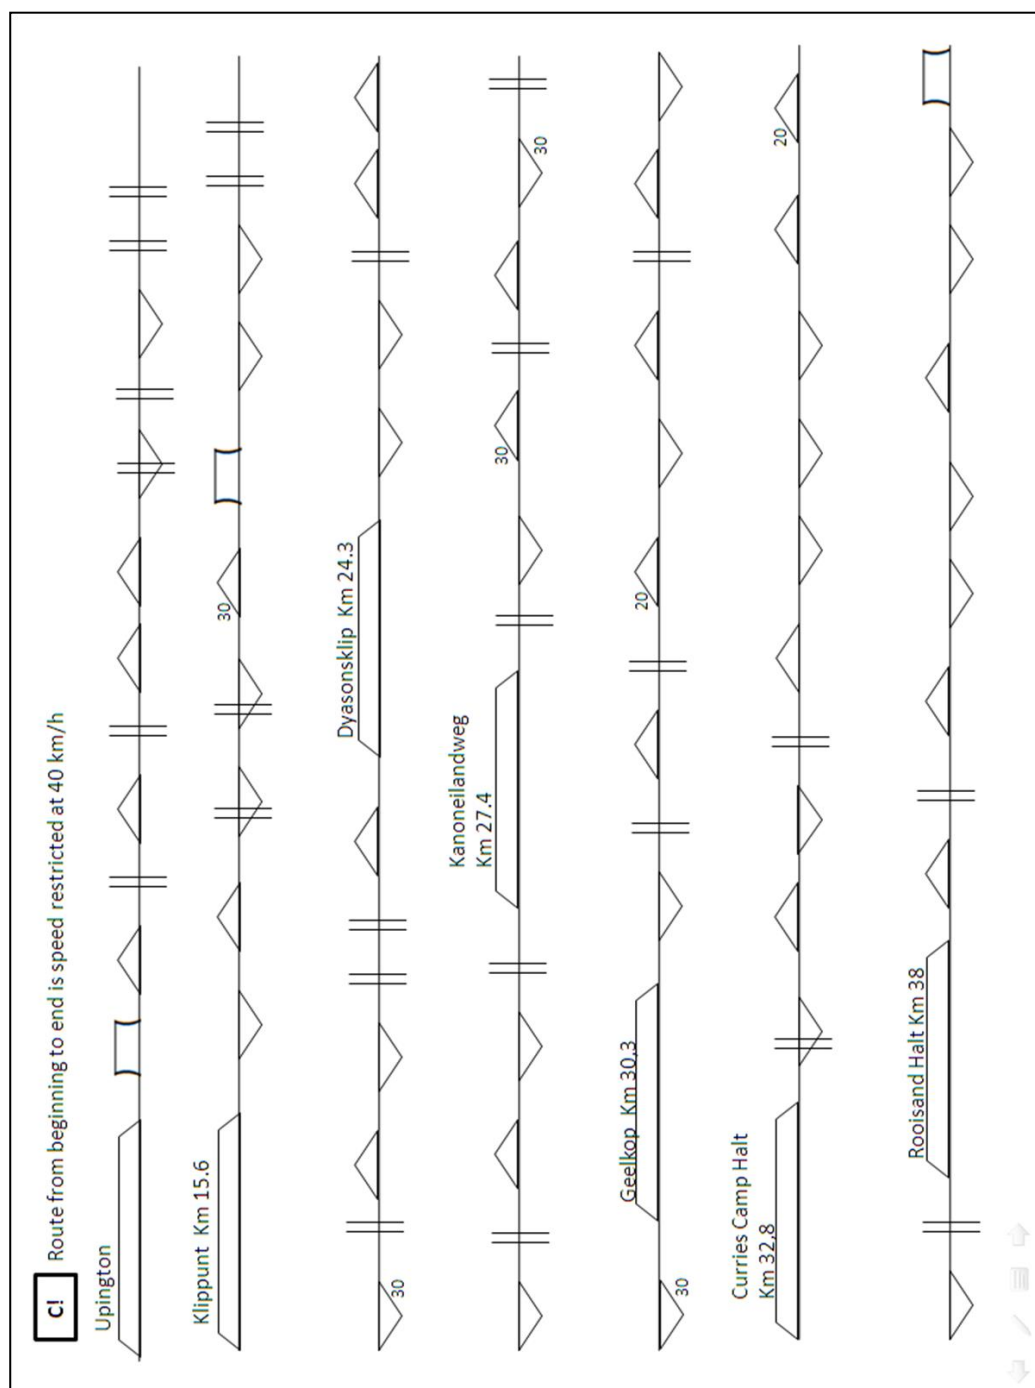 C! Route from beginning to end is speed restricted at 40 km/h
Upington
Klippunt Km 15.6
30
Dyasonsklip Km 24.3
30
Kanoneilandweg
Km 27.4
30
30
Geelkop Km 30,3
30
20
Curries Camp Halt
Km 32,8
20
Rooisand Halt Km 38